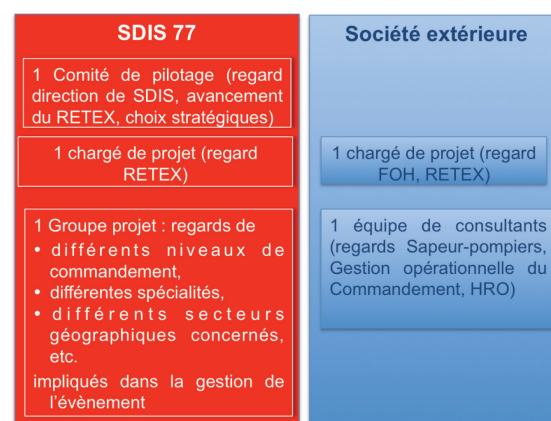 SDIS 77
1 Comité de pilotage (regard
direction de SDIS, avancement
du RETEX, choix stratégiques)
1 chargé de projet (regard
RETEX)
1 Groupe projet : regards de
• différents niveaux de
commandement,
• différentes spécialités,
• différents secteurs
géographiques concernés,
etc.
impliqués dans la gestion de
l’évènement
Société extérieure
1 chargé de projet (regard
FOH, RETEX)
1 équipe de consultants
(regards Sapeur-pompiers,
Gestion opérationnelle du
Commandement, HRO)